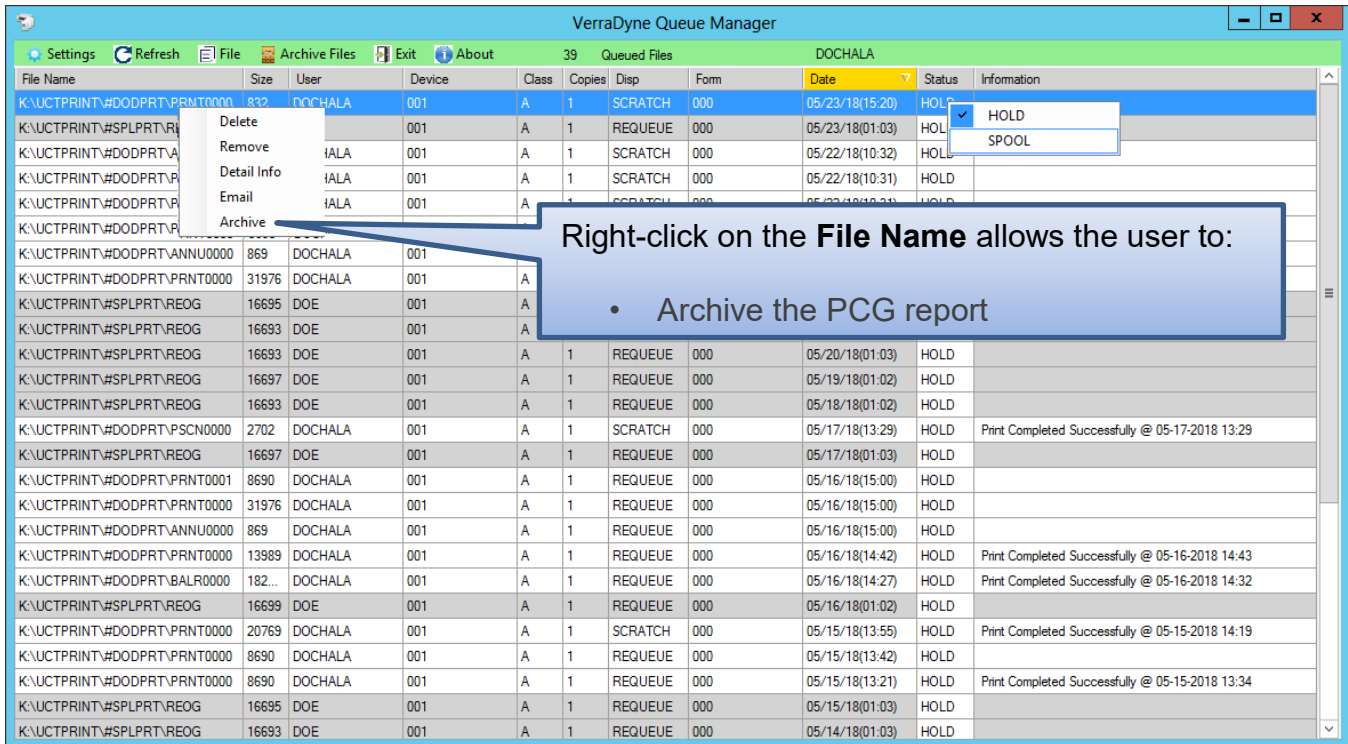 VerraDyne Queue Manager
Settings Refresh File Archive Files Exit About 39 Queued Files DOCHALA
File Name Size User Device Class Copies Disp Form Date Status Information
K:\UCTPRINT\#DODPRT\PRNT0000 832 DOCHALA 001 A 1 SCRATCH 000 05/23/18(15:20) HOLD
K:\UCTPRINT\#SPLPRT\R 001 A 1 REQUEUE 000 05/23/18(01:03) HOL
K:\UCTPRINT\#DODPRT\A HALA 001 A 1 SCRATCH 000 05/22/18(10:32) HOLD
K:\UCTPRINT\#DODPRT\P HALA 001 A 1 SCRATCH 000 05/22/18(10:31) HOLD
K:\UCTPRINT\#DODPRT\P HALA 001 A
K:\UCTPRINT\#DODPRT\P
K:\UCTPRINT\#DODPRT\ANNU0000 869 DOCHALA 001
K:\UCTPRINT\#DODPRT\PRNT0000 31976 DOCHALA 001 A
K:\UCTPRINT\#SPLPRT\REOG 16695 DOE 001 A
K:\UCTPRINT\#SPLPRT\REOG 16693 DOE 001 A
K:\UCTPRINT\#SPLPRT\REOG 16693 DOE 001 A 1 REQUEUE 000 05/20/18(01:03) HOLD
K:\UCTPRINT\#SPLPRT\REOG 16697 DOE 001 A 1 REQUEUE 000 05/19/18(01:02) HOLD
K:\UCTPRINT\#SPLPRT\REOG 16693 DOE 001 A 1 REQUEUE 000 05/18/18(01:02) HOLD
K:\UCTPRINT\#DODPRT\PSCN0000 2702 DOCHALA 001 A 1 SCRATCH 000 05/17/18(13:29) HOLD Print Completed Successfully @ 05-17-2018 13:29
K:\UCTPRINT\#SPLPRT\REOG 16697 DOE 001 A 1 REQUEUE 000 05/17/18(01:03) HOLD
K:\UCTPRINT\#DODPRT\PRNT0001 8690 DOCHALA 001 A 1 REQUEUE 000 05/16/18(15:00) HOLD
K:\UCTPRINT\#DODPRT\PRNT0000 31976 DOCHALA 001 A 1 REQUEUE 000 05/16/18(15:00) HOLD
K:\UCTPRINT\#DODPRT\ANNU0000 869 DOCHALA 001 A 1 REQUEUE 000 05/16/18(15:00) HOLD
K:\UCTPRINT\#DODPRT\PRNT0000 13989 DOCHALA 001 A 1 REQUEUE 000 05/16/18(14:42) HOLD Print Completed Successfully @ 05-16-2018 14:43
K:\UCTPRINT\#DODPRT\BALR0000 182... DOCHALA 001 A 1 REQUEUE 000 05/16/18(14:27) HOLD Print Completed Successfully @ 05-16-2018 14:32
K:\UCTPRINT\#SPLPRT\REOG 16699 DOE 001 A 1 REQUEUE 000 05/16/18(01:02) HOLD
K:\UCTPRINT\#DODPRT\PRNT0000 20769 DOCHALA 001 A 1 SCRATCH 000 05/15/18(13:55) HOLD Print Completed Successfully @ 05-15-2018 14:19
K:\UCTPRINT\#DODPRT\PRNT0000 8690 DOCHALA 001 A 1 REQUEUE 000 05/15/18(13:42) HOLD
K:\UCTPRINT\#DODPRT\PRNT0000 8690 DOCHALA 001 A 1 REQUEUE 000 05/15/18(13:21) HOLD Print Completed Successfully @ 05-15-2018 13:34
K:\UCTPRINT\#SPLPRT\REOG 16695 DOE 001 A 1 REQUEUE 000 05/15/18(01:03) HOLD
K:\UCTPRINT\#SPLPRT\REOG 16693 DOE 001 A 1 REQUEUE 000 05/14/18(01:03) HOLD
Delete
Remove
Detail Info
Email
Archive
HOLD
SPOOL
Right-click on the File Name allows the user to:
• Archive the PCG report